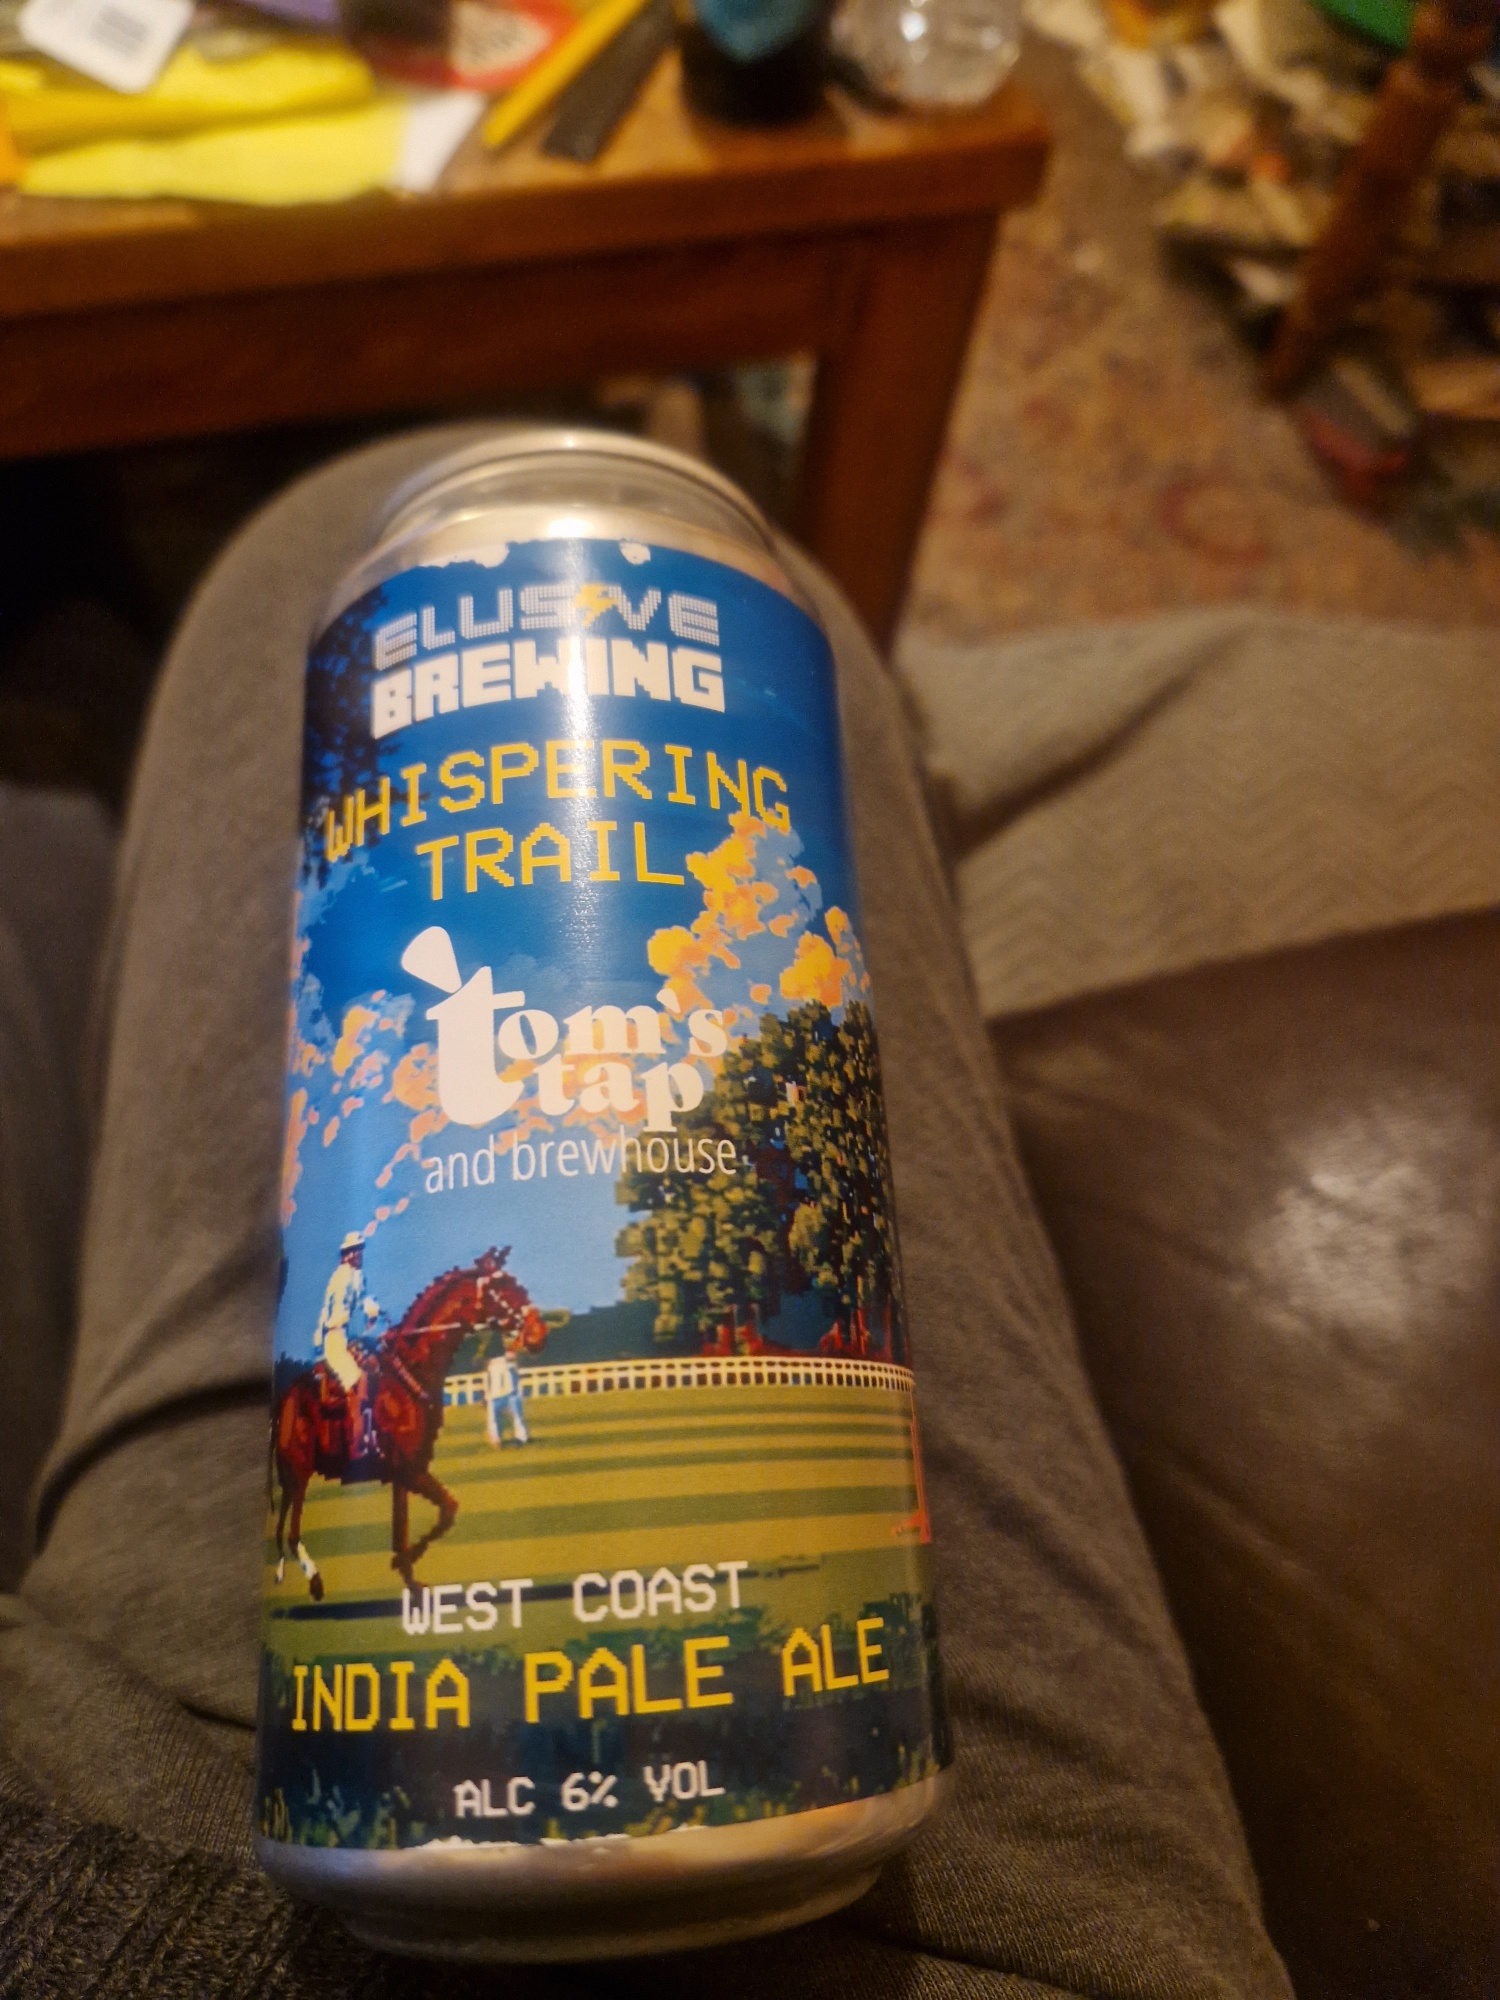 ELUSIVE
BREWING
WHISPERING
TRAIL
tom's
tap
and brewhouse
WEST COAST
INDIA PALE ALE
ALC 6% VOL